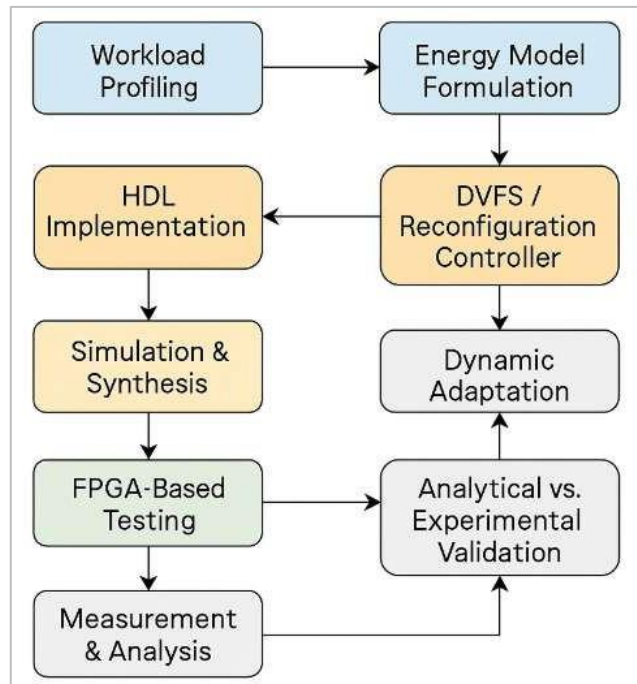 Workload
Profiling
Energy Model
Formulation
HDL
Implementation
DVFS /
Reconfiguration
Controller
Simulation &
Synthesis
Dynamic
Adaptation
FPGA-Based
Testing
Analytical vs.
Experimental
Validation
Measurement
& Analysis